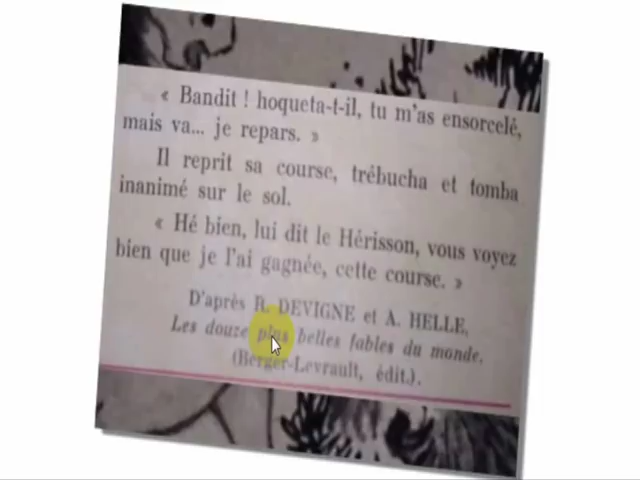 « Bandit ! hoqueta-t-il, tu m'as ensorcelé,
mais va... je repars. »
Il reprit sa course, trébucha et tomba
inanimé sur le sol.
« Hé bien, lui dit le Hérisson, vous voyez
bien que je l'ai gagnée, cette course. »
D'après R. DEVIGNE et A. HELLE,
Les douze plus belles fables du monde.
(Berger-Levrault, édit.).